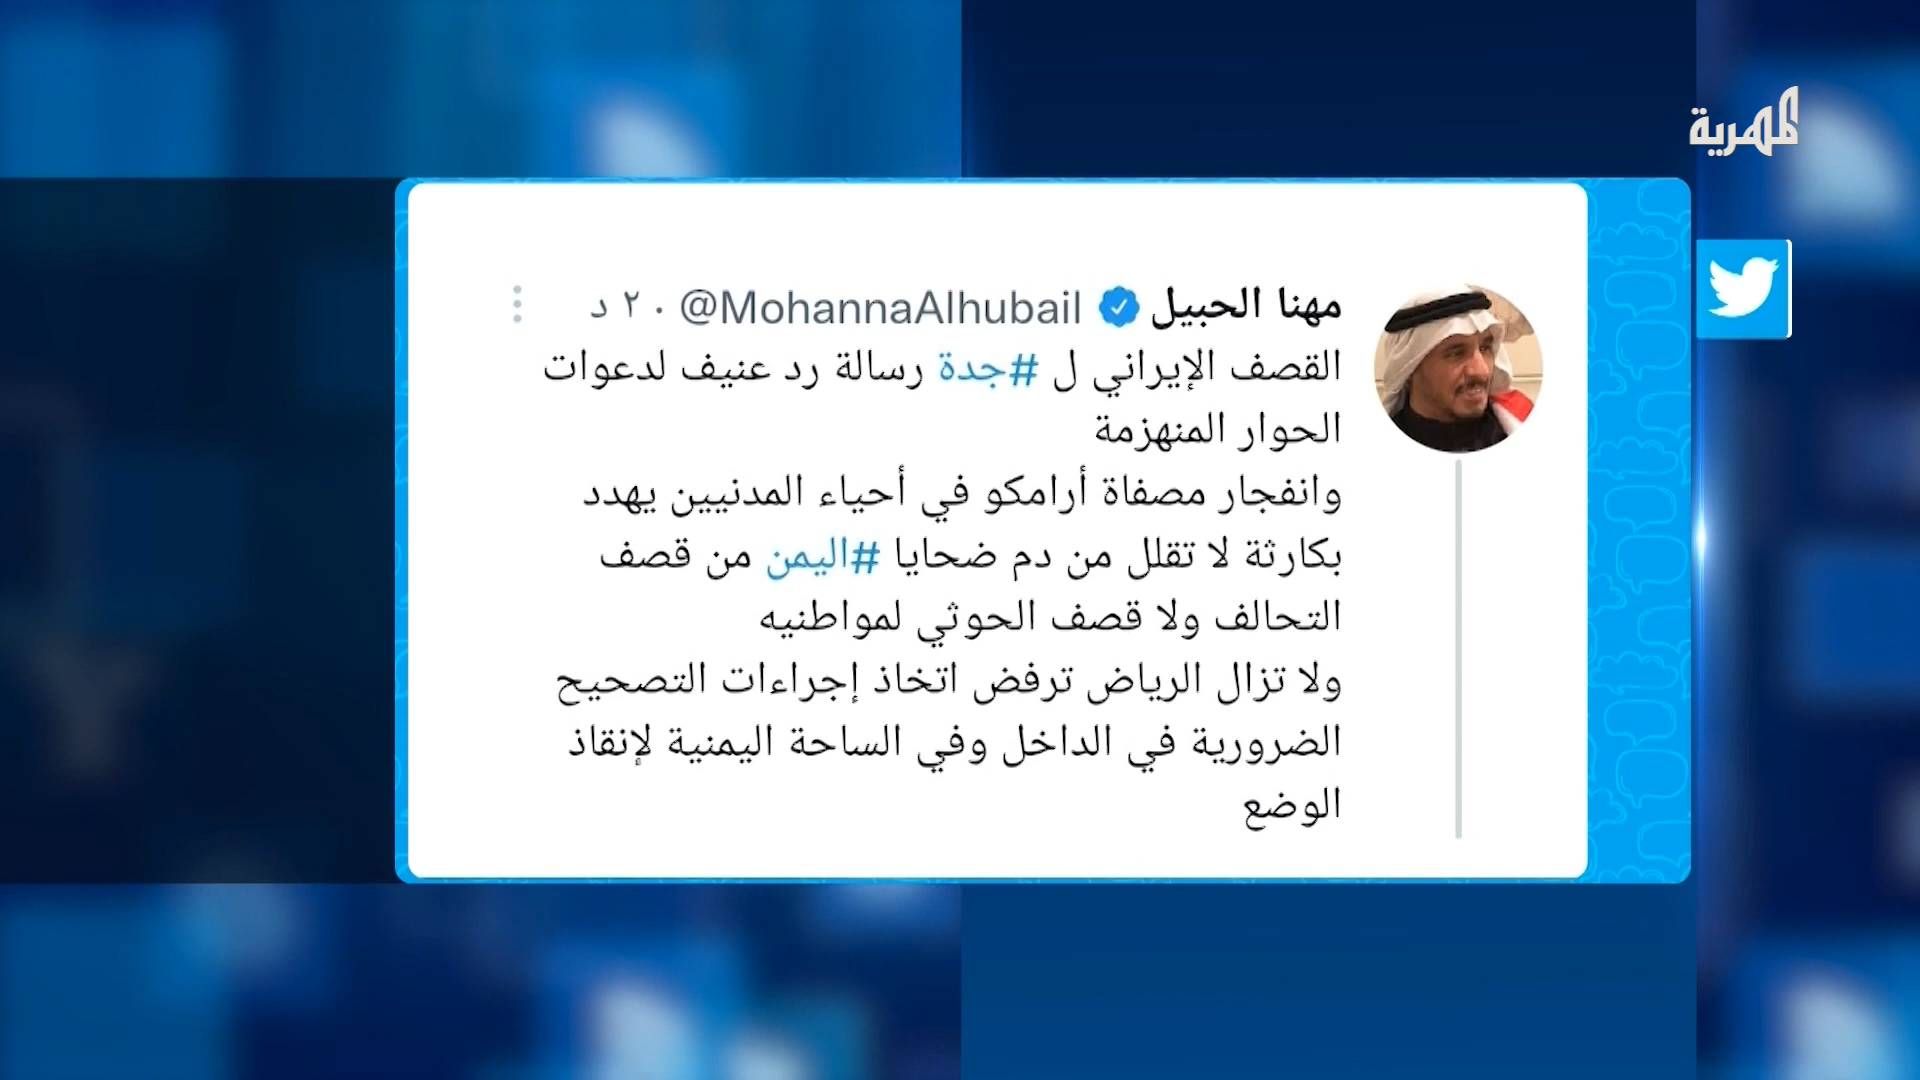 المهرية
مهنا الحبيل @MohannaAlhubail · ٢٠ د
القصف الإيراني ل #جدة رسالة رد عنيف لدعوات
الحوار المنهزمة
وانفجار مصفاة أرامكو في أحياء المدنيين يهدد
بكارثة لا تقلل من دم ضحايا #اليمن من قصف
التحالف ولا قصف الحوثي لمواطنيه
ولا تزال الرياض ترفض اتخاذ إجراءات التصحيح
الضرورية في الداخل وفي الساحة اليمنية لإنقاذ
الوضع